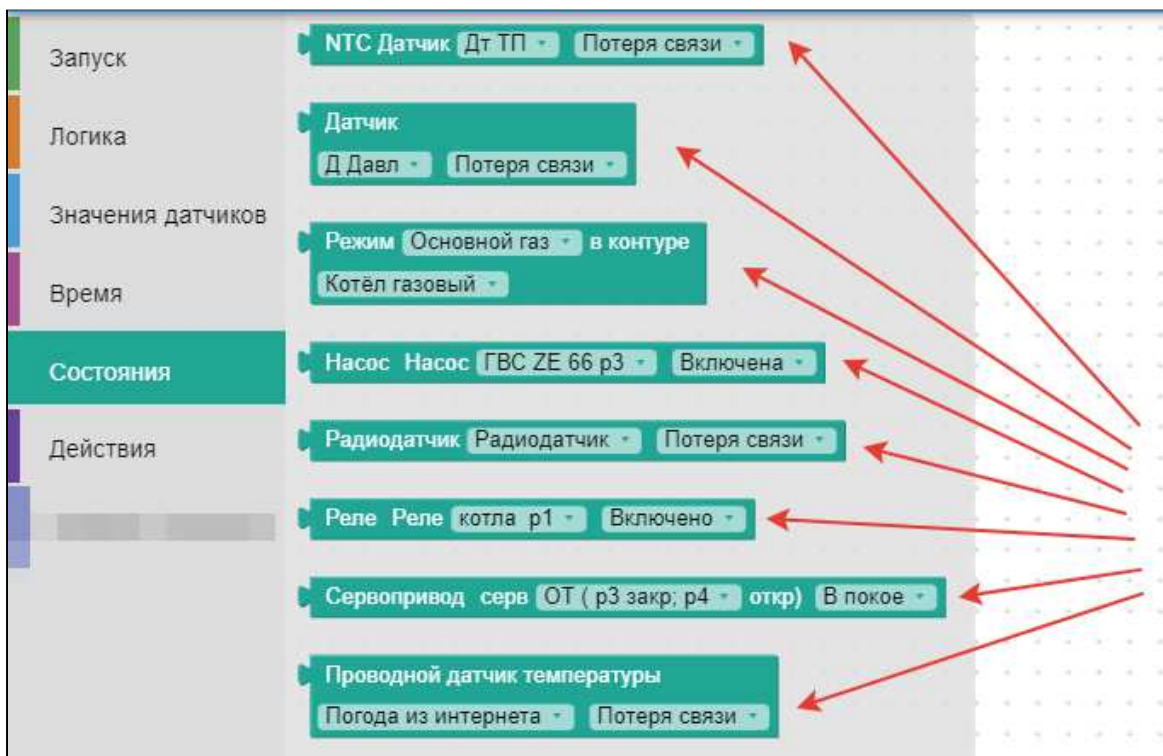 Запуск
Логика
Значения датчиков
Время
Состояния
Действия
NTC Датчик Дт ТП Потеря связи
Датчик
Д Давл Потеря связи
Режим Основной газ в контуре
Котёл газовый
Насос Насос ГВС ZE 66 р3 Включена
Радиодатчик Радиодатчик Потеря связи
Реле Реле котла р1 Включено
Сервопривод серв ОТ ( р3 закр; р4 откр) В покое
Проводной датчик температуры
Погода из интернета Потеря связи